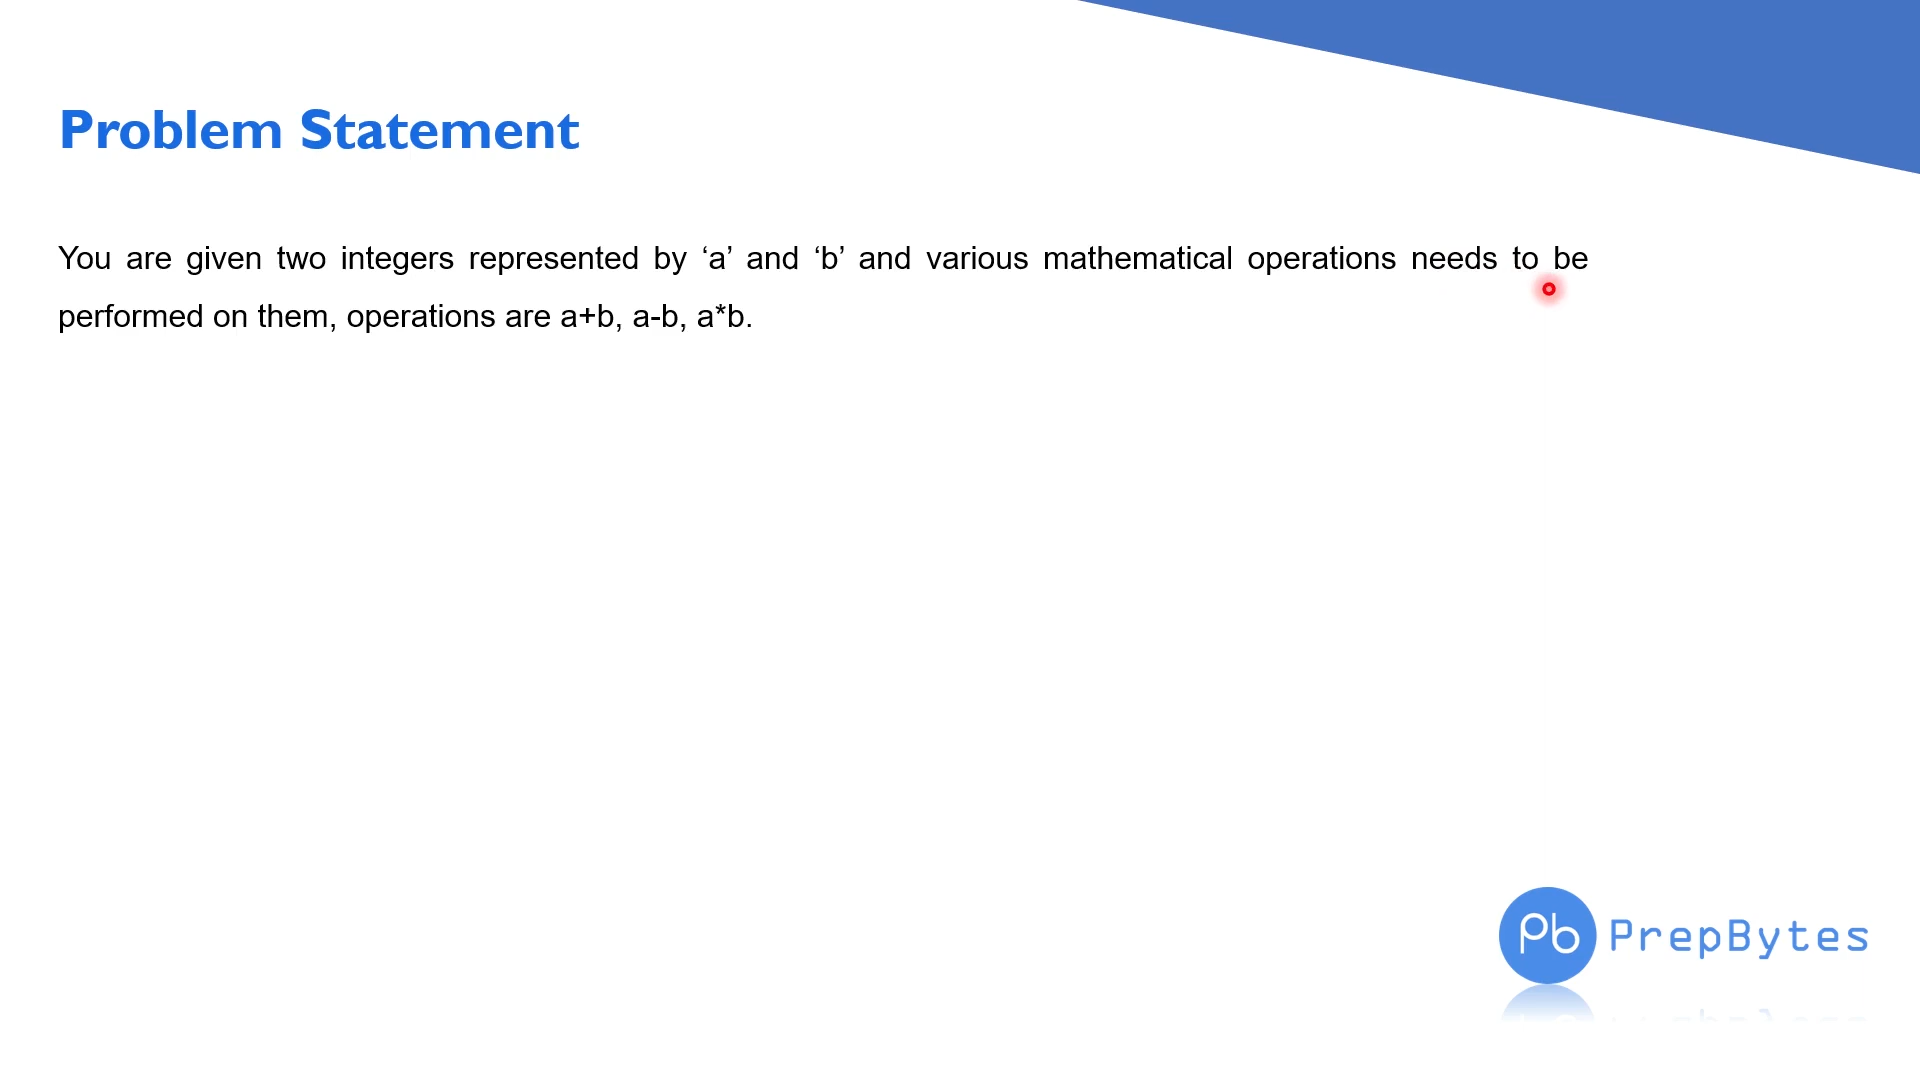 Problem Statement
You are given two integers represented by ‘a’ and ‘b’ and various mathematical operations needs to be
performed on them, operations are a+b, a-b, a*b.
Pb PrepBytes